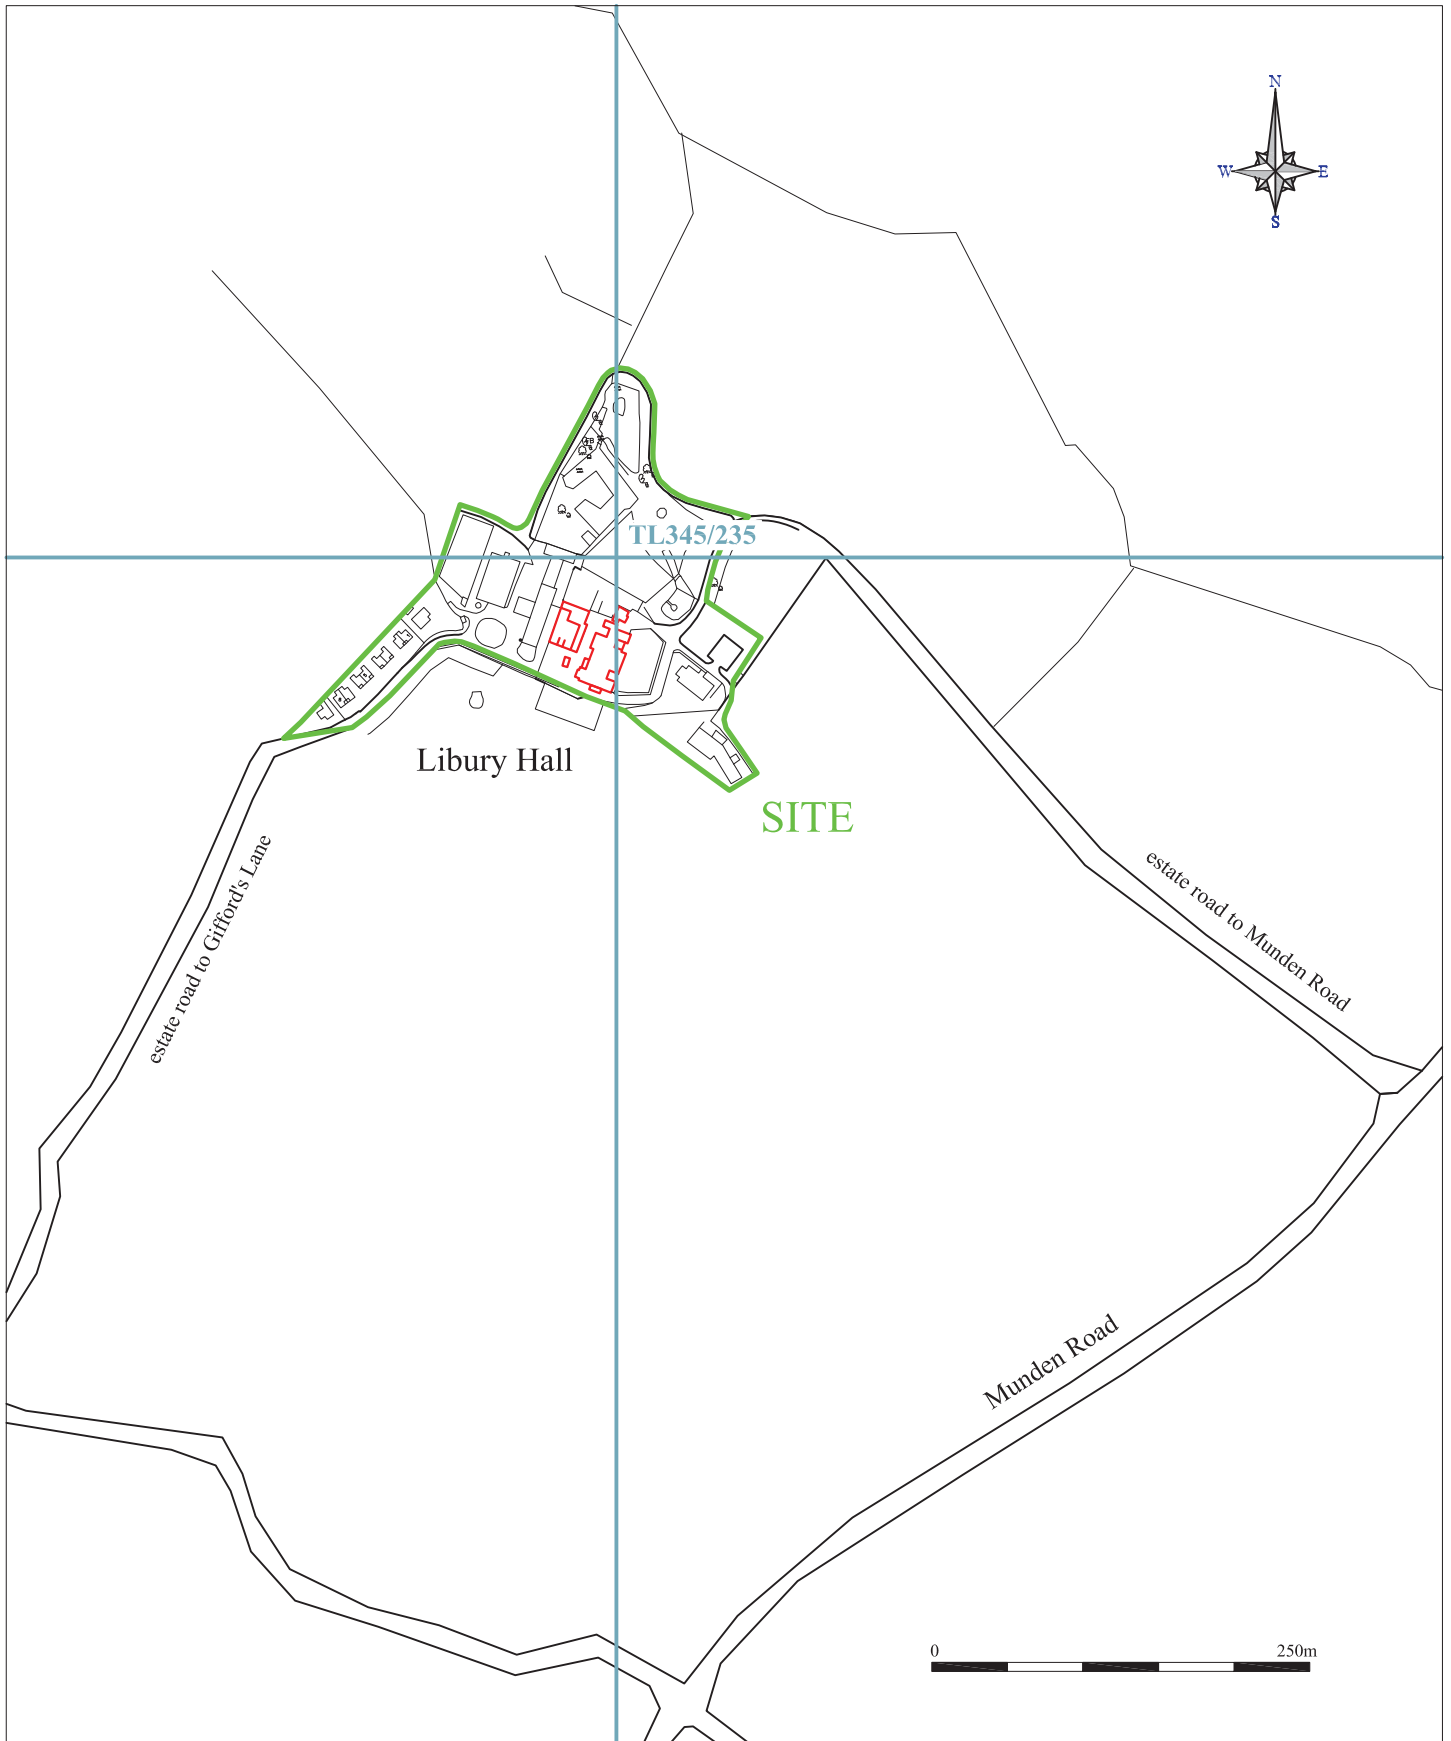 N
W
E
S
TL345/235
Libury Hall
SITE
estate road to Gifford's Lane
estate road to Munden Road
Munden Road
0
250m